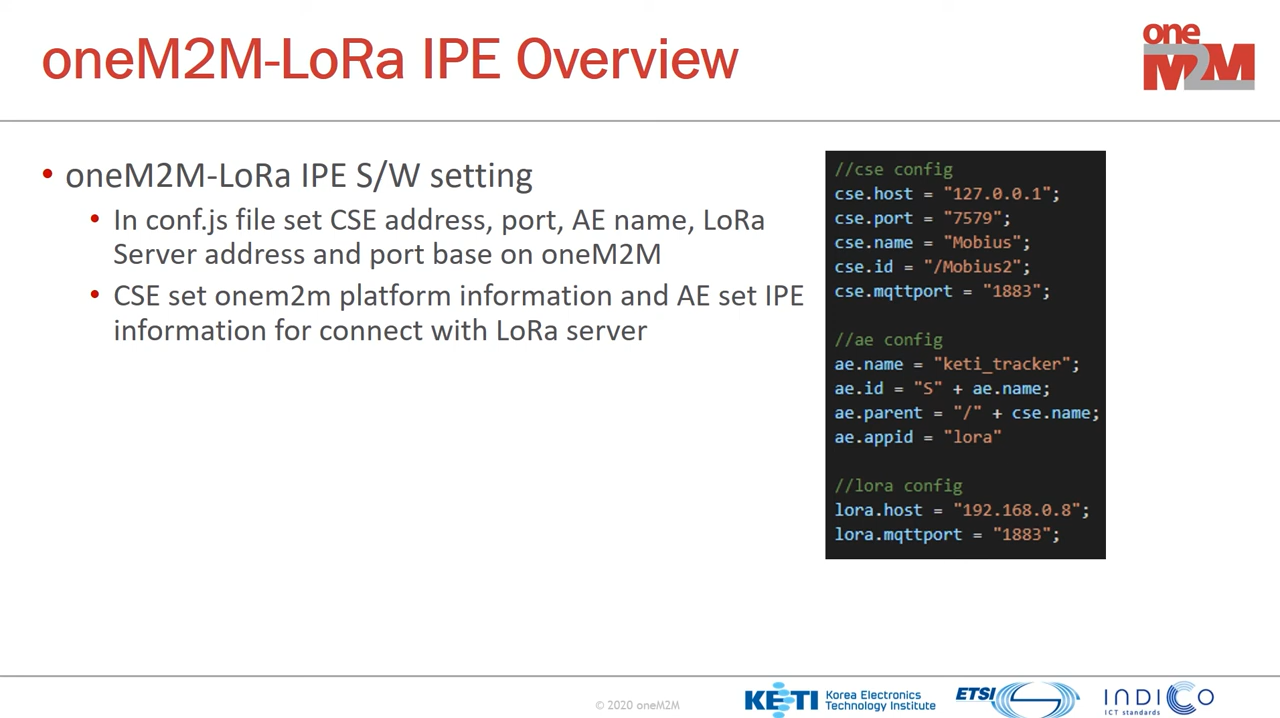 oneM2M-LoRa IPE Overview
one
M2M
• oneM2M-LoRa IPE S/W setting
• In conf.js file set CSE address, port, AE name, LoRa
Server address and port base on oneM2M
• CSE set onem2m platform information and AE set IPE
information for connect with LoRa server
//cse config
cse.host = "127.0.0.1";
cse.port = "7579";
cse.name = "Mobius";
cse.id = "/Mobius2";
cse.mqttport = "1883";
//ae config
ae.name = "keti_tracker";
ae.id = "S" + ae.name;
ae.parent = "/" + cse.name;
ae.appid = "lora"
//lora config
lora.host = "192.168.0.8";
lora.mqttport = "1883";
© 2020 oneM2M
KETI Korea Electronics
Technology Institute
ETSI
INDICO
ICT standards